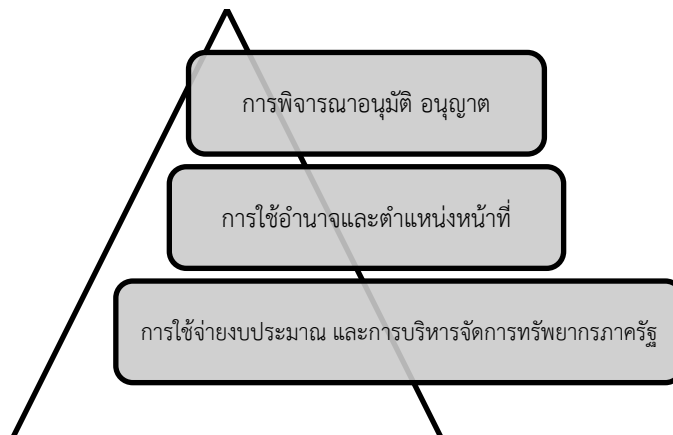 การพิจารณาอนุมัติ อนุญาต
การใช้อำนาจและตำแหน่งหน้าที่
การใช้จ่ายงบประมาณ และการบริหารจัดการทรัพยากรภาครัฐ